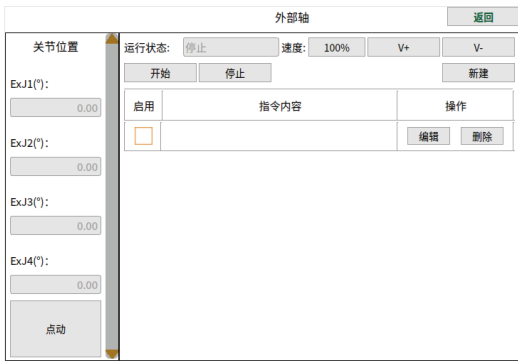 外部轴 返回
关节位置
ExJ1(°):
0.00
ExJ2(°):
0.00
ExJ3(°):
0.00
ExJ4(°):
0.00
点动
运行状态: 停止 速度: 100% V+ V-
开始 停止 新建
启用 指令内容 操作
编辑 删除